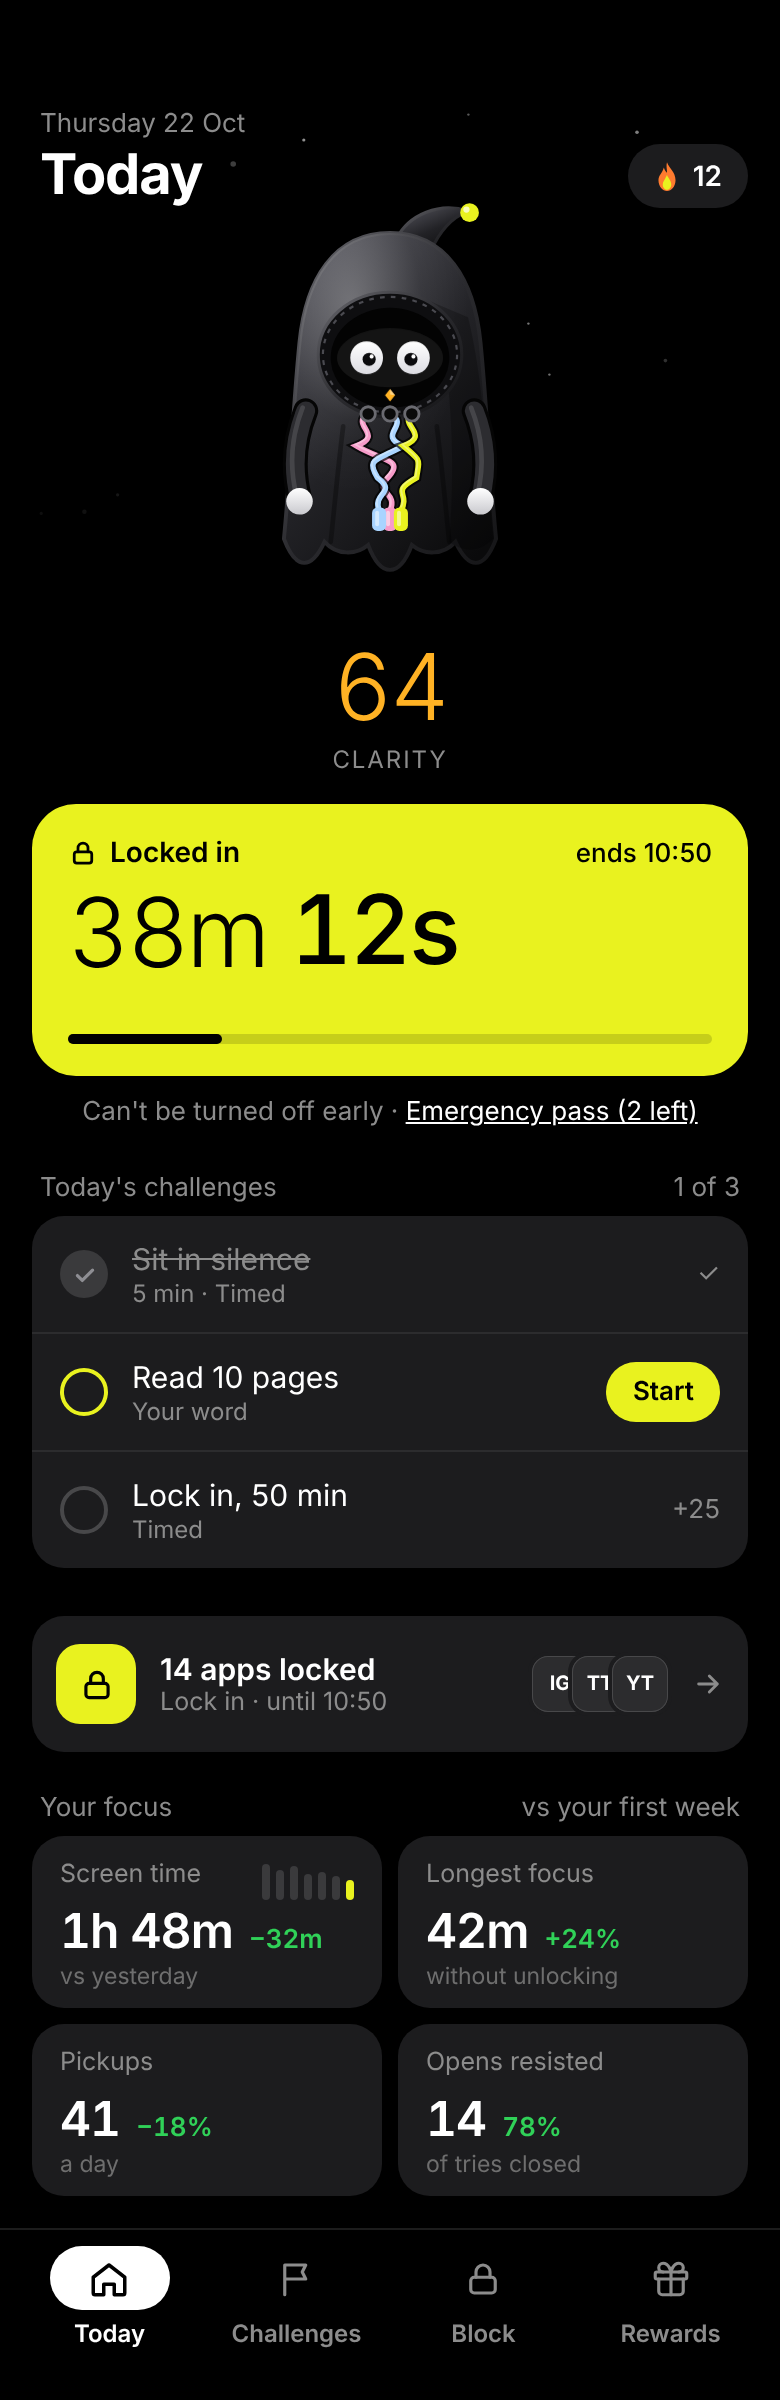 Thursday 22 Oct
Today
12
64
CLARITY
Locked in
ends 10:50
38m 12s
Can't be turned off early · Emergency pass (2 left)
Today's challenges
1 of 3
Sit in silence
5 min · Timed
Read 10 pages
Your word
Start
Lock in, 50 min
Timed
+25
14 apps locked
Lock in · until 10:50
IG TT YT
Your focus
vs your first week
Screen time
1h 48m −32m
vs yesterday
Longest focus
42m +24%
without unlocking
Pickups
41 −18%
a day
Opens resisted
14 78%
of tries closed
Today
Challenges
Block
Rewards